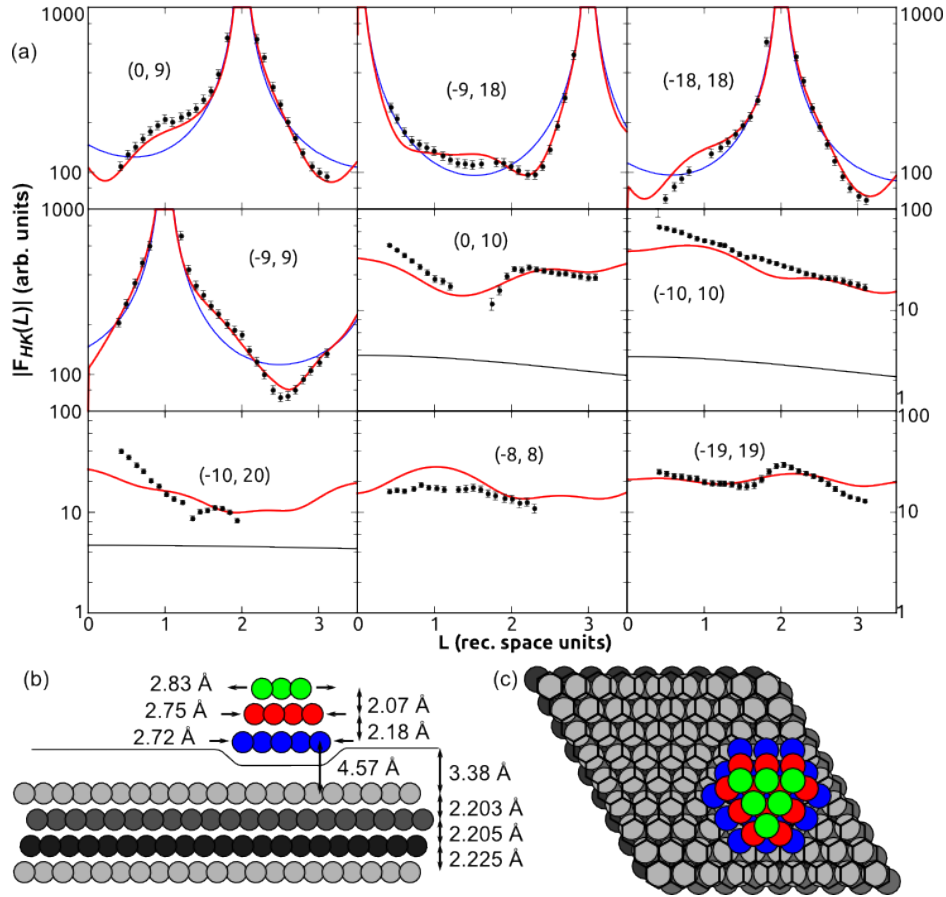 (a)
1000 1000
(0, 9) (-9, 18) (-18, 18)
100 100
1000 100
(-9, 9) (0, 10) (-10, 10)
10
100 1
100 100
(-10, 20) (-8, 8) (-19, 19)
10 10
1 1
0 1 2 3 0 1 2 3 0 1 2 3
|F_HK(L)| (arb. units)
L (rec. space units)
(b)
2.83 Å
2.75 Å
2.72 Å
2.07 Å
2.18 Å
4.57 Å
3.38 Å
2.203 Å
2.205 Å
2.225 Å
(c)